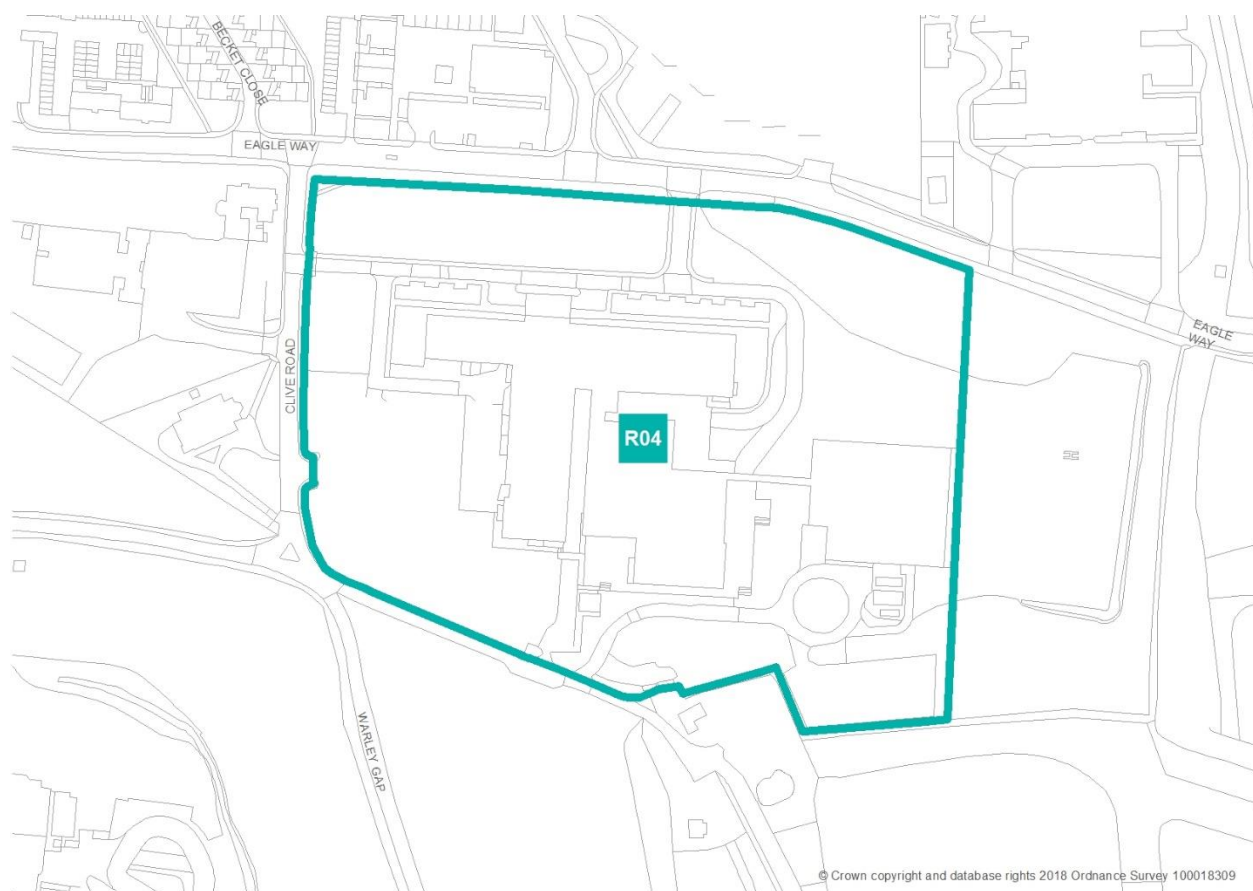 BECKET CLOSE
EAGLE WAY
CLIVE ROAD
EAGLE
WAY
R04
WARLEY GAP
© Crown copyright and database rights 2018 Ordnance Survey 100018309